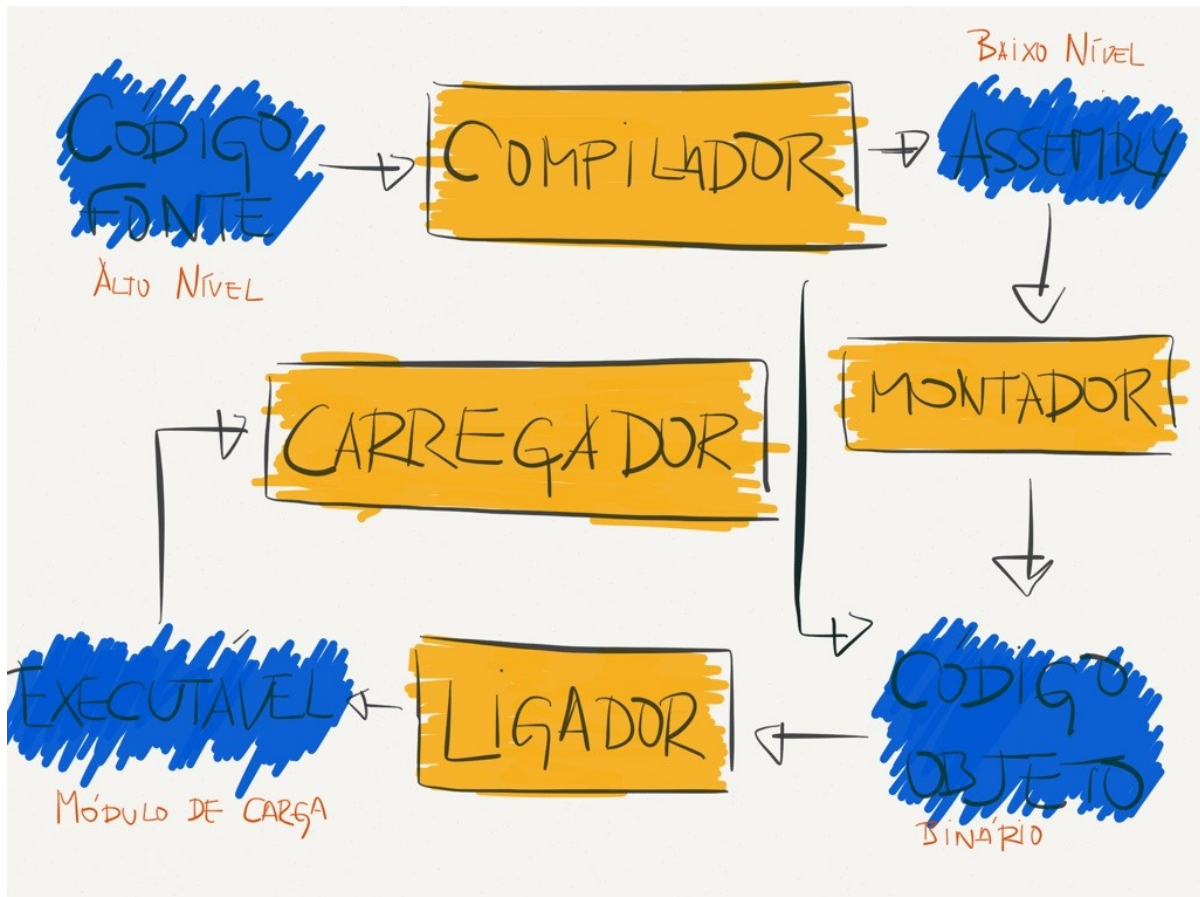 CÓDIGO
FONTE
ALTO NÍVEL
COMPILADOR
BAIXO NÍVEL
ASSEMBLY
MONTADOR
CARREGADOR
CÓDIGO
OBJETO
BINÁRIO
LIGADOR
EXECUTÁVEL
MÓDULO DE CARGA